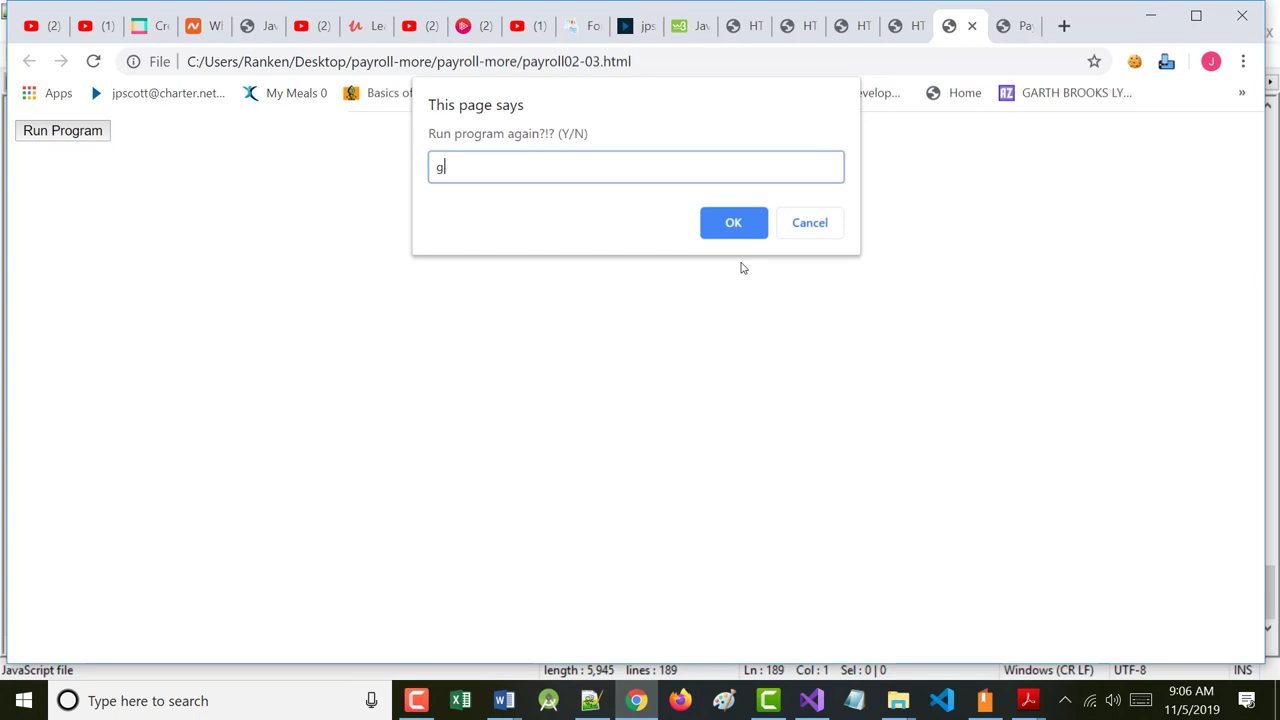 (2)
(1)
Cr
Wi
Jav
(2)
Le
(2)
(2)
(1)
Fo
jps
Jav
HT
HT
HT
HT
Pa
File
C:/Users/Ranken/Desktop/payroll-more/payroll-more/payroll02-03.html
J
Apps
jpscott@charter.net...
My Meals 0
Basics of
evelop...
Home
GARTH BROOKS LY...
»
Run Program
This page says
Run program again?!? (Y/N)
g
OK
Cancel
JavaScript file
length : 5,945 lines : 189
Ln : 189 Col : 1 Sel : 0 | 0
Windows (CR LF)
UTF-8
INS
Type here to search
9:06 AM
11/5/2019